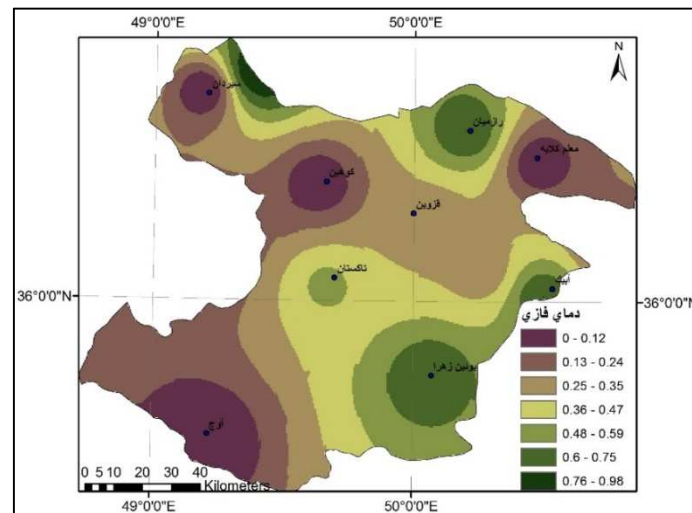 49°0'0"E 50°0'0"E
N
سیردان
رازمیان
معلم کلایه
کوهین
قزوین
تاکستان
آبیک
36°0'0"N 36°0'0"N
دماي فازي
0 - 0.12
0.13 - 0.24
0.25 - 0.35
0.36 - 0.47
0.48 - 0.59
0.6 - 0.75
0.76 - 0.98
بوئین زهرا
آوج
0 5 10 20 30 40
Kilometers
49°0'0"E 50°0'0"E